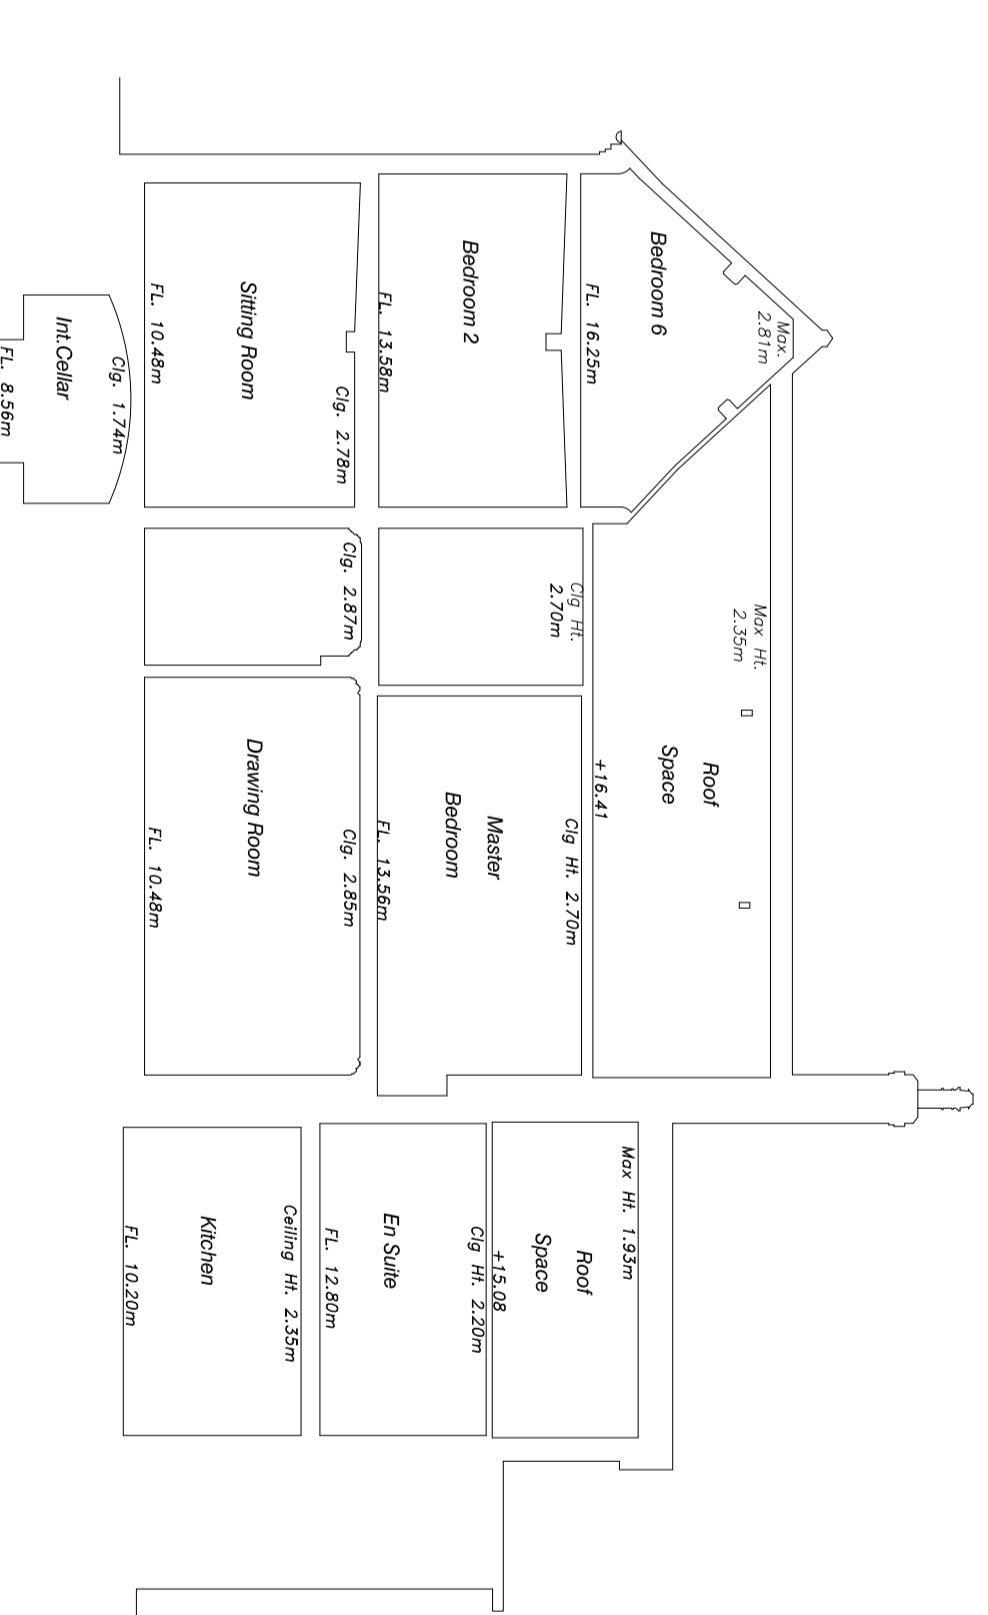 Max.
2.81m
Bedroom 6
FL. 16.25m
Max Ht.
2.35m
Roof
Space
+16.41
Bedroom 2
FL. 13.58m
Clg Ht.
2.70m
Clg Ht. 2.70m
Master
Bedroom
FL. 13.56m
Max Ht. 1.93m
Roof
Space
+15.08
Sitting Room
Clg. 2.78m
FL. 10.48m
Clg. 2.87m
Clg. 2.85m
Drawing Room
FL. 10.48m
Clg Ht. 2.20m
En Suite
FL. 12.80m
Ceiling Ht. 2.35m
Kitchen
FL. 10.20m
Clg. 1.74m
Int.Cellar
FL. 8.56m